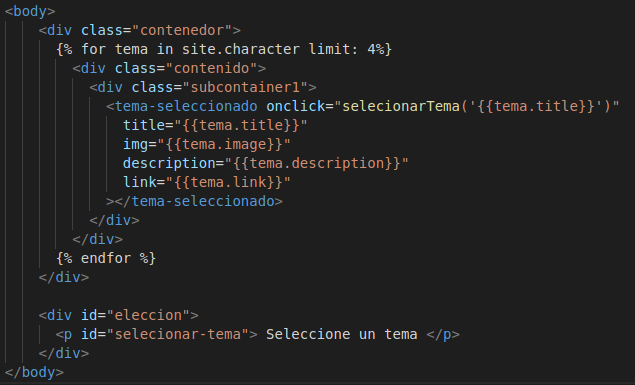 <body>
<div class="contenedor">
{% for tema in site.character limit: 4%}
<div class="contenido">
<div class="subcontainer1">
<tema-seleccionado onclick="selecionarTema('{{tema.title}}')"
title="{{tema.title}}"
img="{{tema.image}}"
description="{{tema.description}}"
link="{{tema.link}}"
></tema-seleccionado>
</div>
</div>
{% endfor %}
</div>
<div id="eleccion">
<p id="selecionar-tema"> Seleccione un tema </p>
</div>
</body>